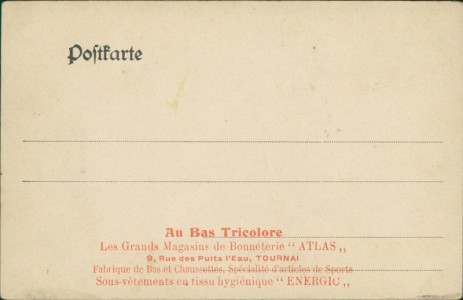 Postkarte
Au Bas Tricolore
Les Grands Magasins de Bonneterie “ ATLAS „
9, Rue des Puits l'Eau, TOURNAI
Fabrique de Bas et Chaussettes, Spécialité d'articles de Sports
Sous-vêtements en tissu hygiénique “ ENERGIC „